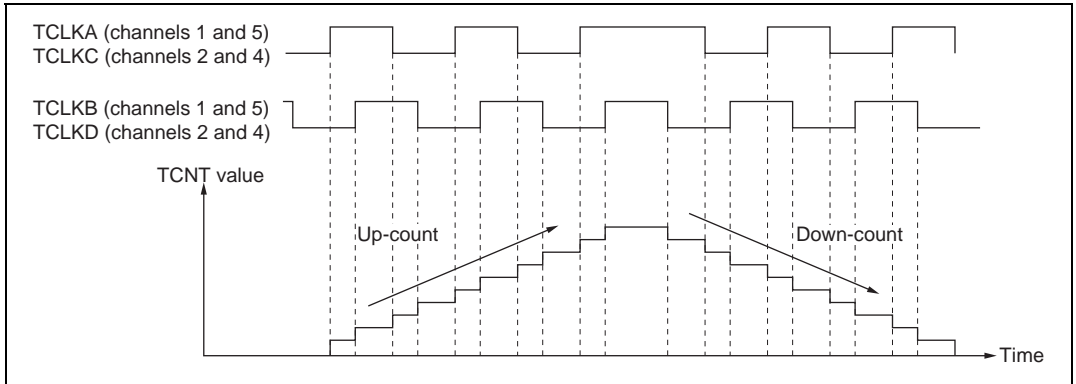 TCLKA (channels 1 and 5)
TCLKC (channels 2 and 4)
TCLKB (channels 1 and 5)
TCLKD (channels 2 and 4)
TCNT value
Up-count
Down-count
Time